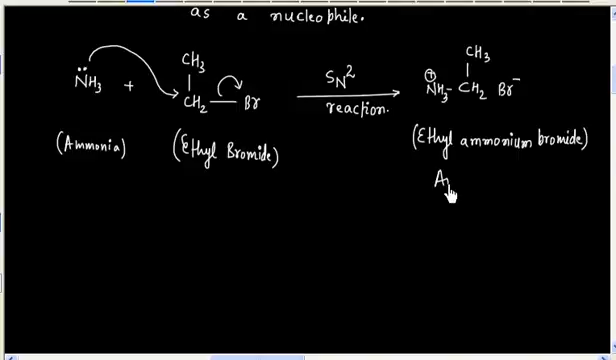 as a nucleophile.
CH3
CH3
N̈H3 + CH2 — Br SN2 reaction. ⊕NH3 - CH2 Br−
(Ammonia) (Ethyl Bromide) (Ethyl ammonium bromide)
A